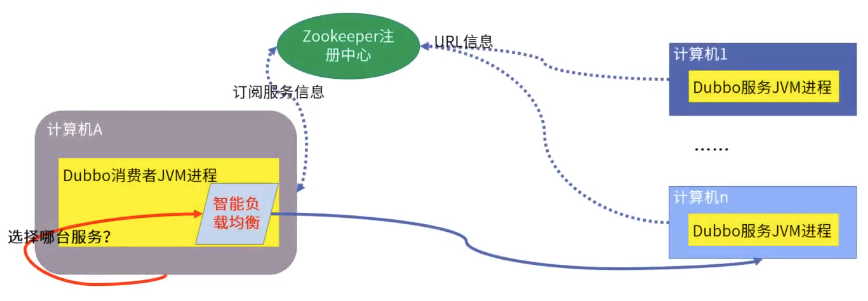 Zookeeper注
册中心
URL信息
计算机1
Dubbo服务JVM进程
订阅服务信息
计算机A
……
Dubbo消费者JVM进程
智能负
载均衡
选择哪台服务？
计算机n
Dubbo服务JVM进程